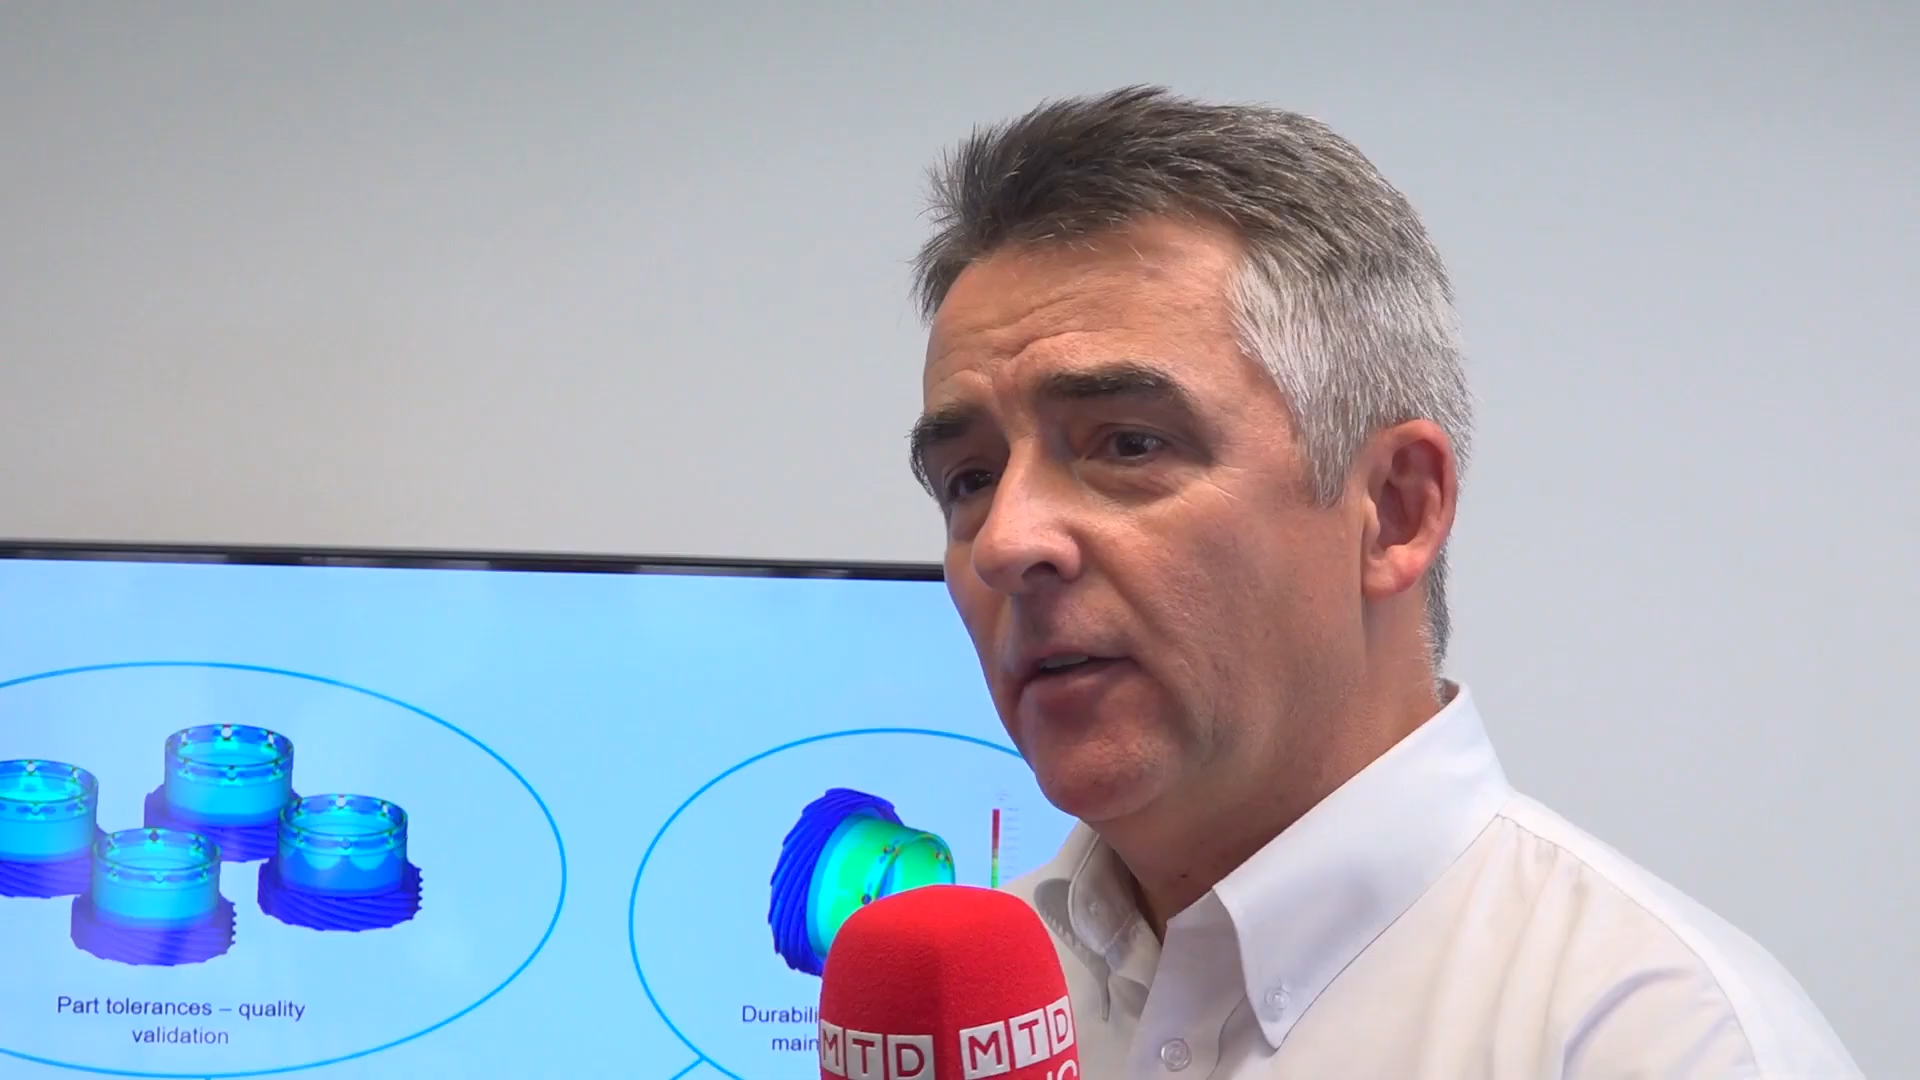 Part tolerances – quality
validation
Durabili
main
MTD MTD